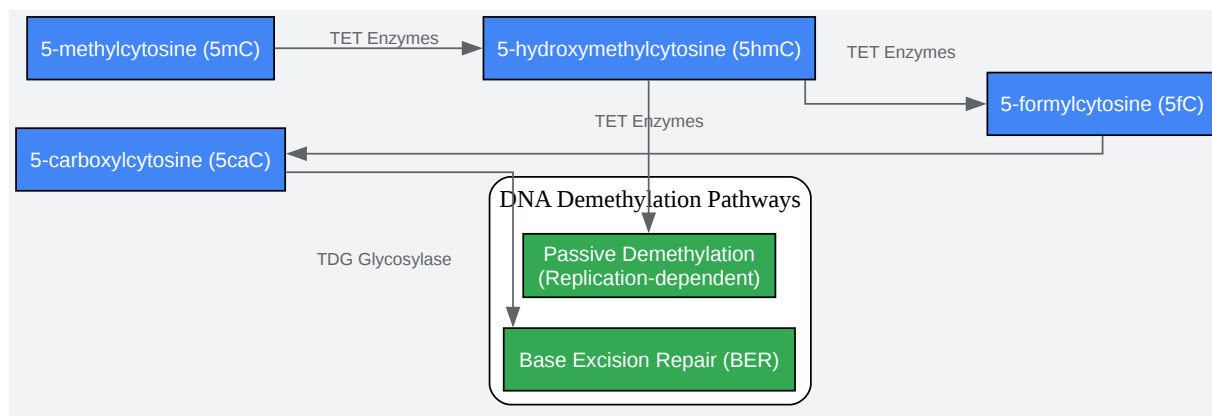 5-methylcytosine (5mC)
TET Enzymes
5-hydroxymethylcytosine (5hmC)
TET Enzymes
5-formylcytosine (5fC)
TET Enzymes
5-carboxylcytosine (5caC)
DNA Demethylation Pathways
Passive Demethylation
(Replication-dependent)
TDG Glycosylase
Base Excision Repair (BER)